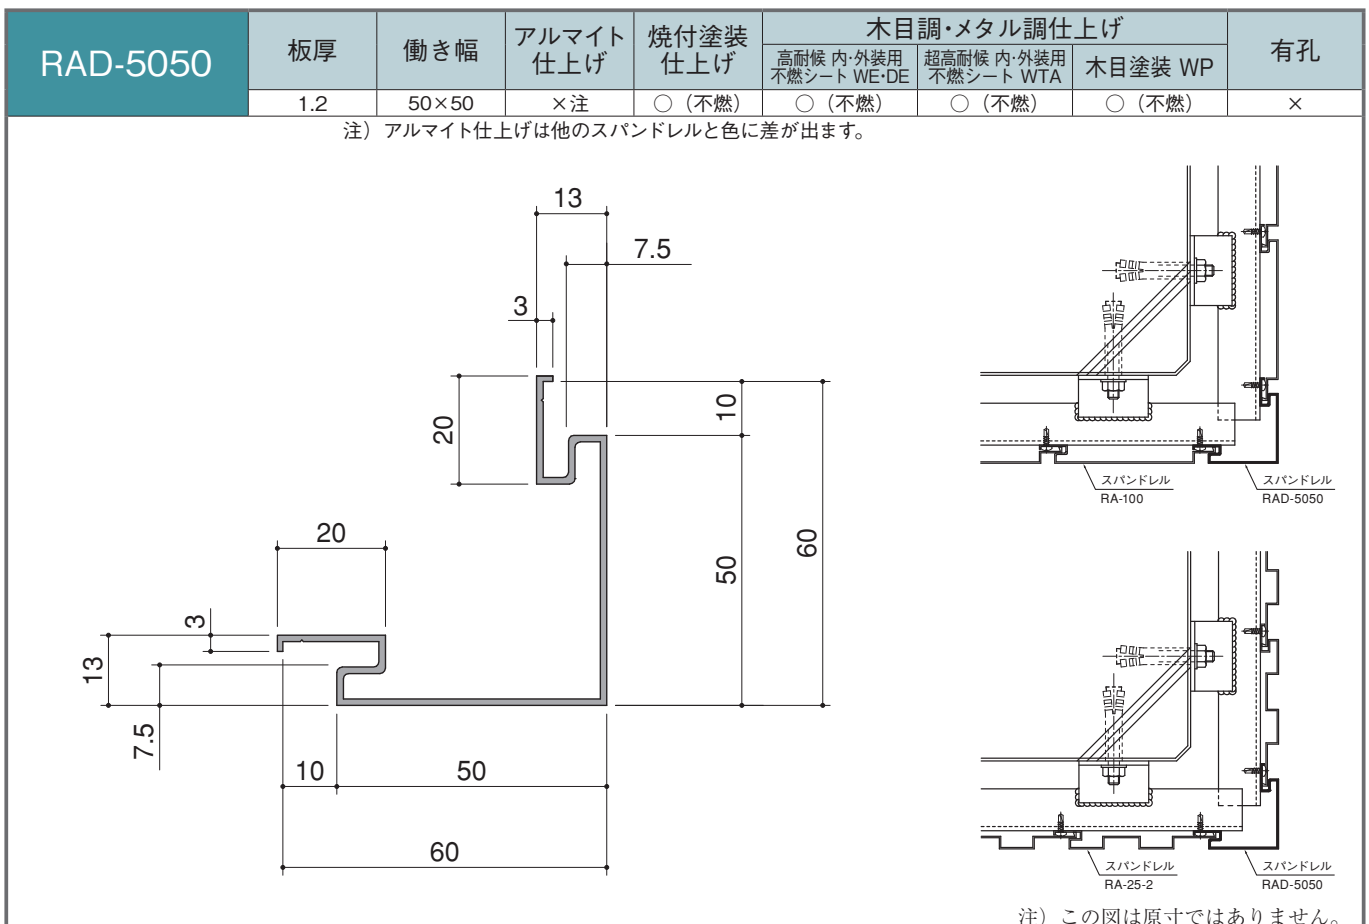 RAD-5050
板厚
働き幅
アルマイト
仕上げ
焼付塗装
仕上げ
木目調・メタル調仕上げ
高耐候 内・外装用
不燃シート WE・DE
超高耐候 内・外装用
不燃シート WTA
木目塗装 WP
有孔
1.2
50×50
×注
○（不燃）
○（不燃）
○（不燃）
○（不燃）
×
注）アルマイト仕上げは他のスパンドレルと色に差が出ます。
13
7.5
3
20
10
50
60
20
3
13
7.5
10
50
60
スパンドレル
RA-100
スパンドレル
RAD-5050
スパンドレル
RA-25-2
スパンドレル
RAD-5050
注）この図は原寸ではありません。